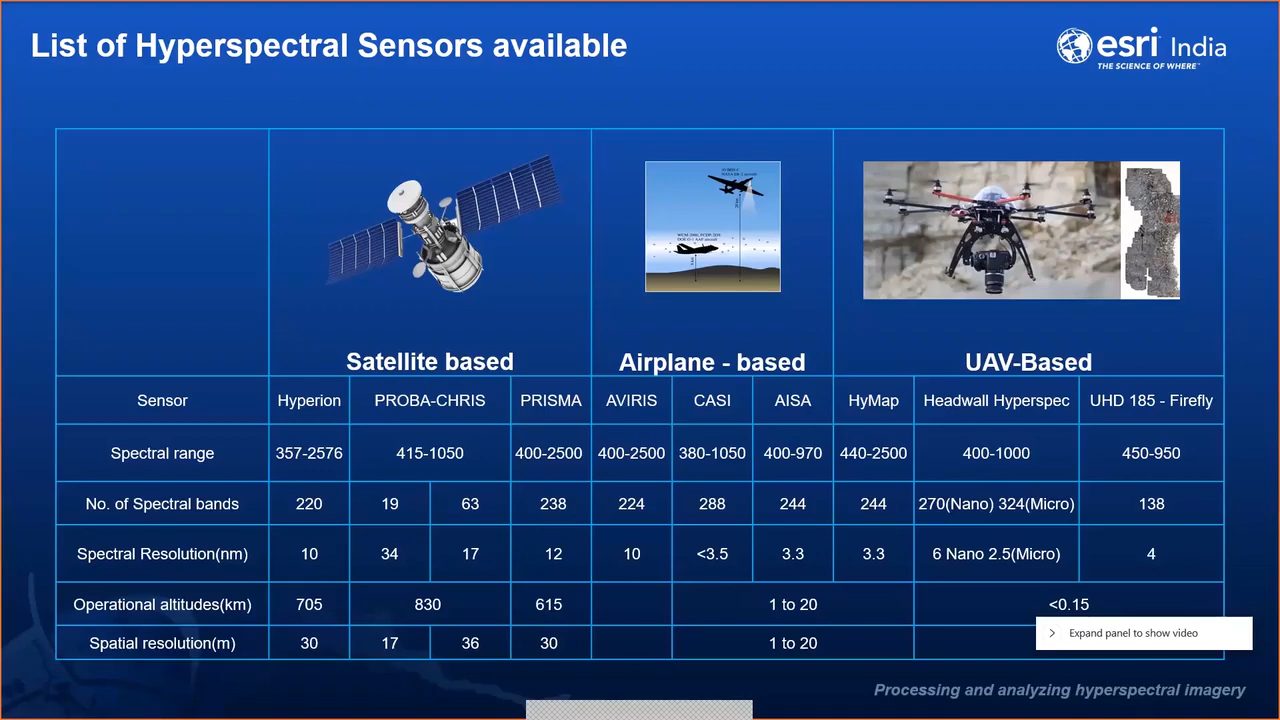 List of Hyperspectral Sensors available
esri India
THE SCIENCE OF WHERE™
Satellite based
Airplane - based
UAV-Based
Sensor Hyperion PROBA-CHRIS PRISMA AVIRIS CASI AISA HyMap Headwall Hyperspec UHD 185 - Firefly
Spectral range 357-2576 415-1050 400-2500 400-2500 380-1050 400-970 440-2500 400-1000 450-950
No. of Spectral bands 220 19 63 238 224 288 244 244 270(Nano) 324(Micro) 138
Spectral Resolution(nm) 10 34 17 12 10 <3.5 3.3 3.3 6 Nano 2.5(Micro) 4
Operational altitudes(km) 705 830 615 1 to 20 <0.15
Spatial resolution(m) 30 17 36 30 1 to 20
Expand panel to show video
Processing and analyzing hyperspectral imagery